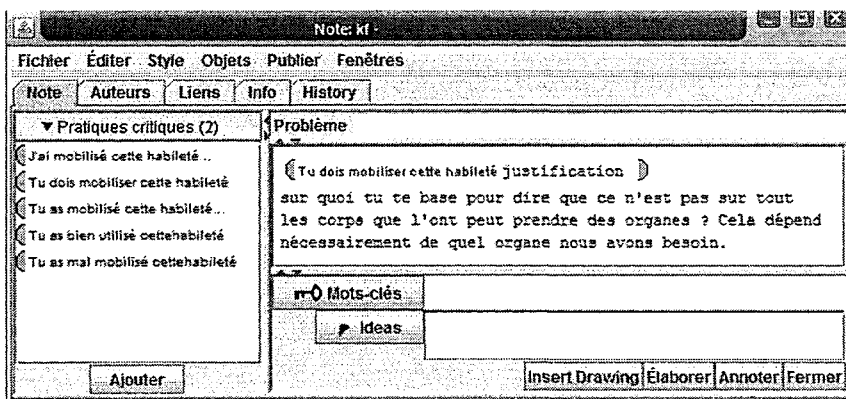 Note: kf -
Fichier Éditer Style Objets Publier Fenêtres
Note Auteurs Liens Info History
Pratiques critiques (2)
J'ai mobilisé cette habileté ..
Tu dois mobiliser cette habileté
Tu as mobilisé cette habileté...
Tu as bien utilisé cettehabileté
Tu as mal mobilisé cettehabileté
Ajouter
Problème
Tu dois mobiliser cette habileté justification
sur quoi tu te base pour dire que ce n'est pas sur tout
les corps que l'ont peut prendre des organes ? Cela dépend
nécessairement de quel organe nous avons besoin.
Mots-clés
Ideas
Insert Drawing Élaborer Annoter Fermer